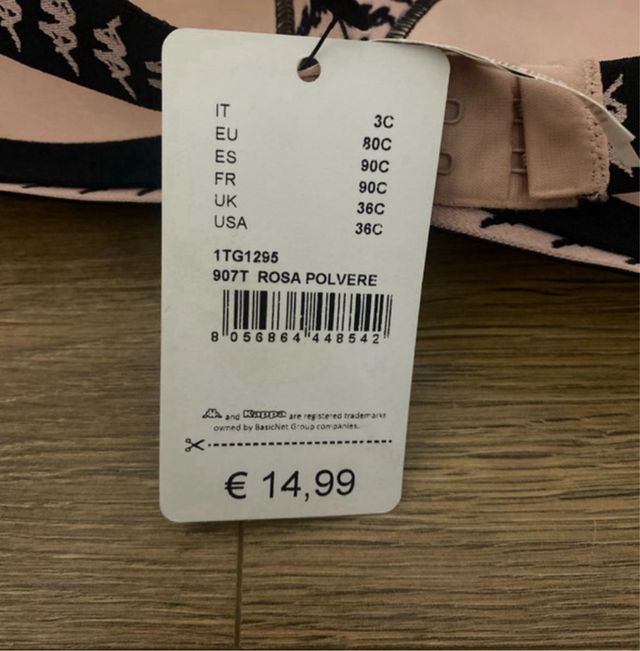 IT 3C
EU 80C
ES 90C
FR 90C
UK 36C
USA 36C
1TG1295
907T ROSA POLVERE
8 056864 448542
and Kappa are registered trademarks
owned by BasicNet Group companies.
€ 14,99